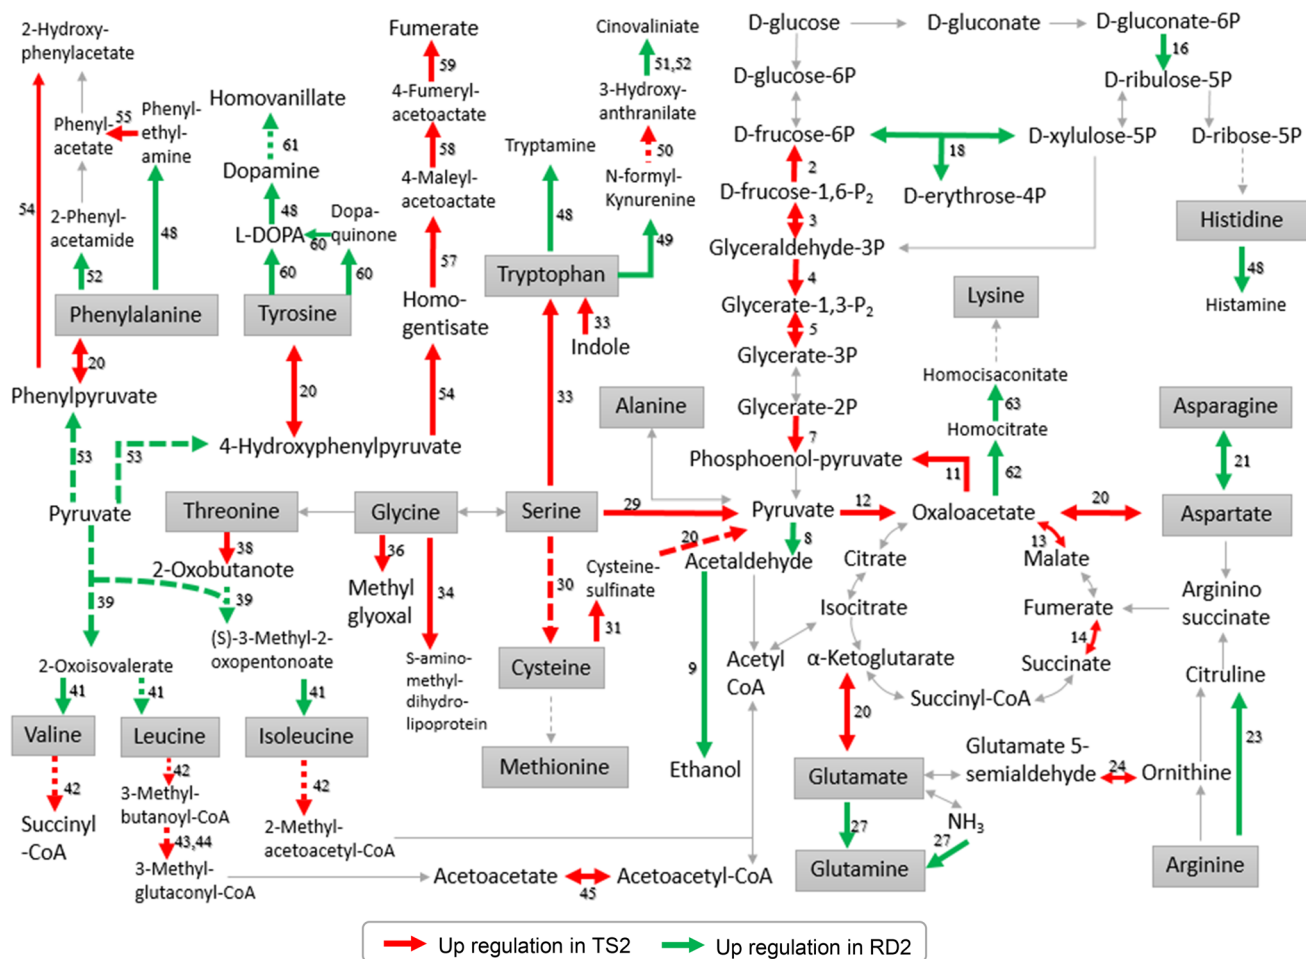 2-Hydroxy-
phenylacetate
54
Phenyl-
acetate
55
Phenyl-
ethyl-
amine
2-Phenyl-
acetamide
52
48
Phenylalanine
20
Phenylpyruvate
53
53
Pyruvate
Homovanillate
61
Dopamine
48
L-DOPA
60
Dopa-
quinone
60
60
Tyrosine
20
4-Hydroxyphenylpyruvate
Fumerate
59
4-Fumeryl-
acetoactate
58
4-Maleyl-
acetoactate
57
Homo-
gentisate
54
Cinovaliniate
51,52
3-Hydroxy-
anthranilate
50
N-formyl-
Kynurenine
49
Tryptamine
48
Tryptophan
33
Indole
33
D-glucose
D-gluconate
D-gluconate-6P
16
D-glucose-6P
D-ribulose-5P
D-frucose-6P
18
D-xylulose-5P
D-ribose-5P
2
D-frucose-1,6-P2
D-erythrose-4P
3
Glyceraldehyde-3P
4
Glycerate-1,3-P2
5
Glycerate-3P
Glycerate-2P
7
Phosphoenol-pyruvate
Histidine
48
Histamine
Lysine
Homocisaconitate
63
Homocitrate
62
11
Alanine
Asparagine
21
Aspartate
20
Threonine
Glycine
Serine
29
Pyruvate
12
Oxaloacetate
38
2-Oxobutanote
36
Methyl
glyoxal
34
S-amino-
methyl-
dihydro-
lipoprotein
30
20
Cysteine-
sulfinate
31
Cysteine
Methionine
8
Acetaldehyde
9
Ethanol
Acetyl
CoA
Citrate
Isocitrate
α-Ketoglutarate
Succinyl-CoA
Succinate
14
Fumerate
Malate
13
Arginino
succinate
Citruline
23
20
Glutamate
Glutamate 5-
semialdehyde
24
Ornithine
NH3
27
27
Glutamine
Arginine
39
39
(S)-3-Methyl-2-
oxopentonoate
2-Oxoisovalerate
41
41
41
Valine
Leucine
Isoleucine
42
42
42
Succinyl
-CoA
3-Methyl-
butanoyl-CoA
43,44
3-Methyl-
glutaconyl-CoA
2-Methyl-
acetoacetyl-CoA
Acetoacetate
45
Acetoacetyl-CoA
Up regulation in TS2
Up regulation in RD2